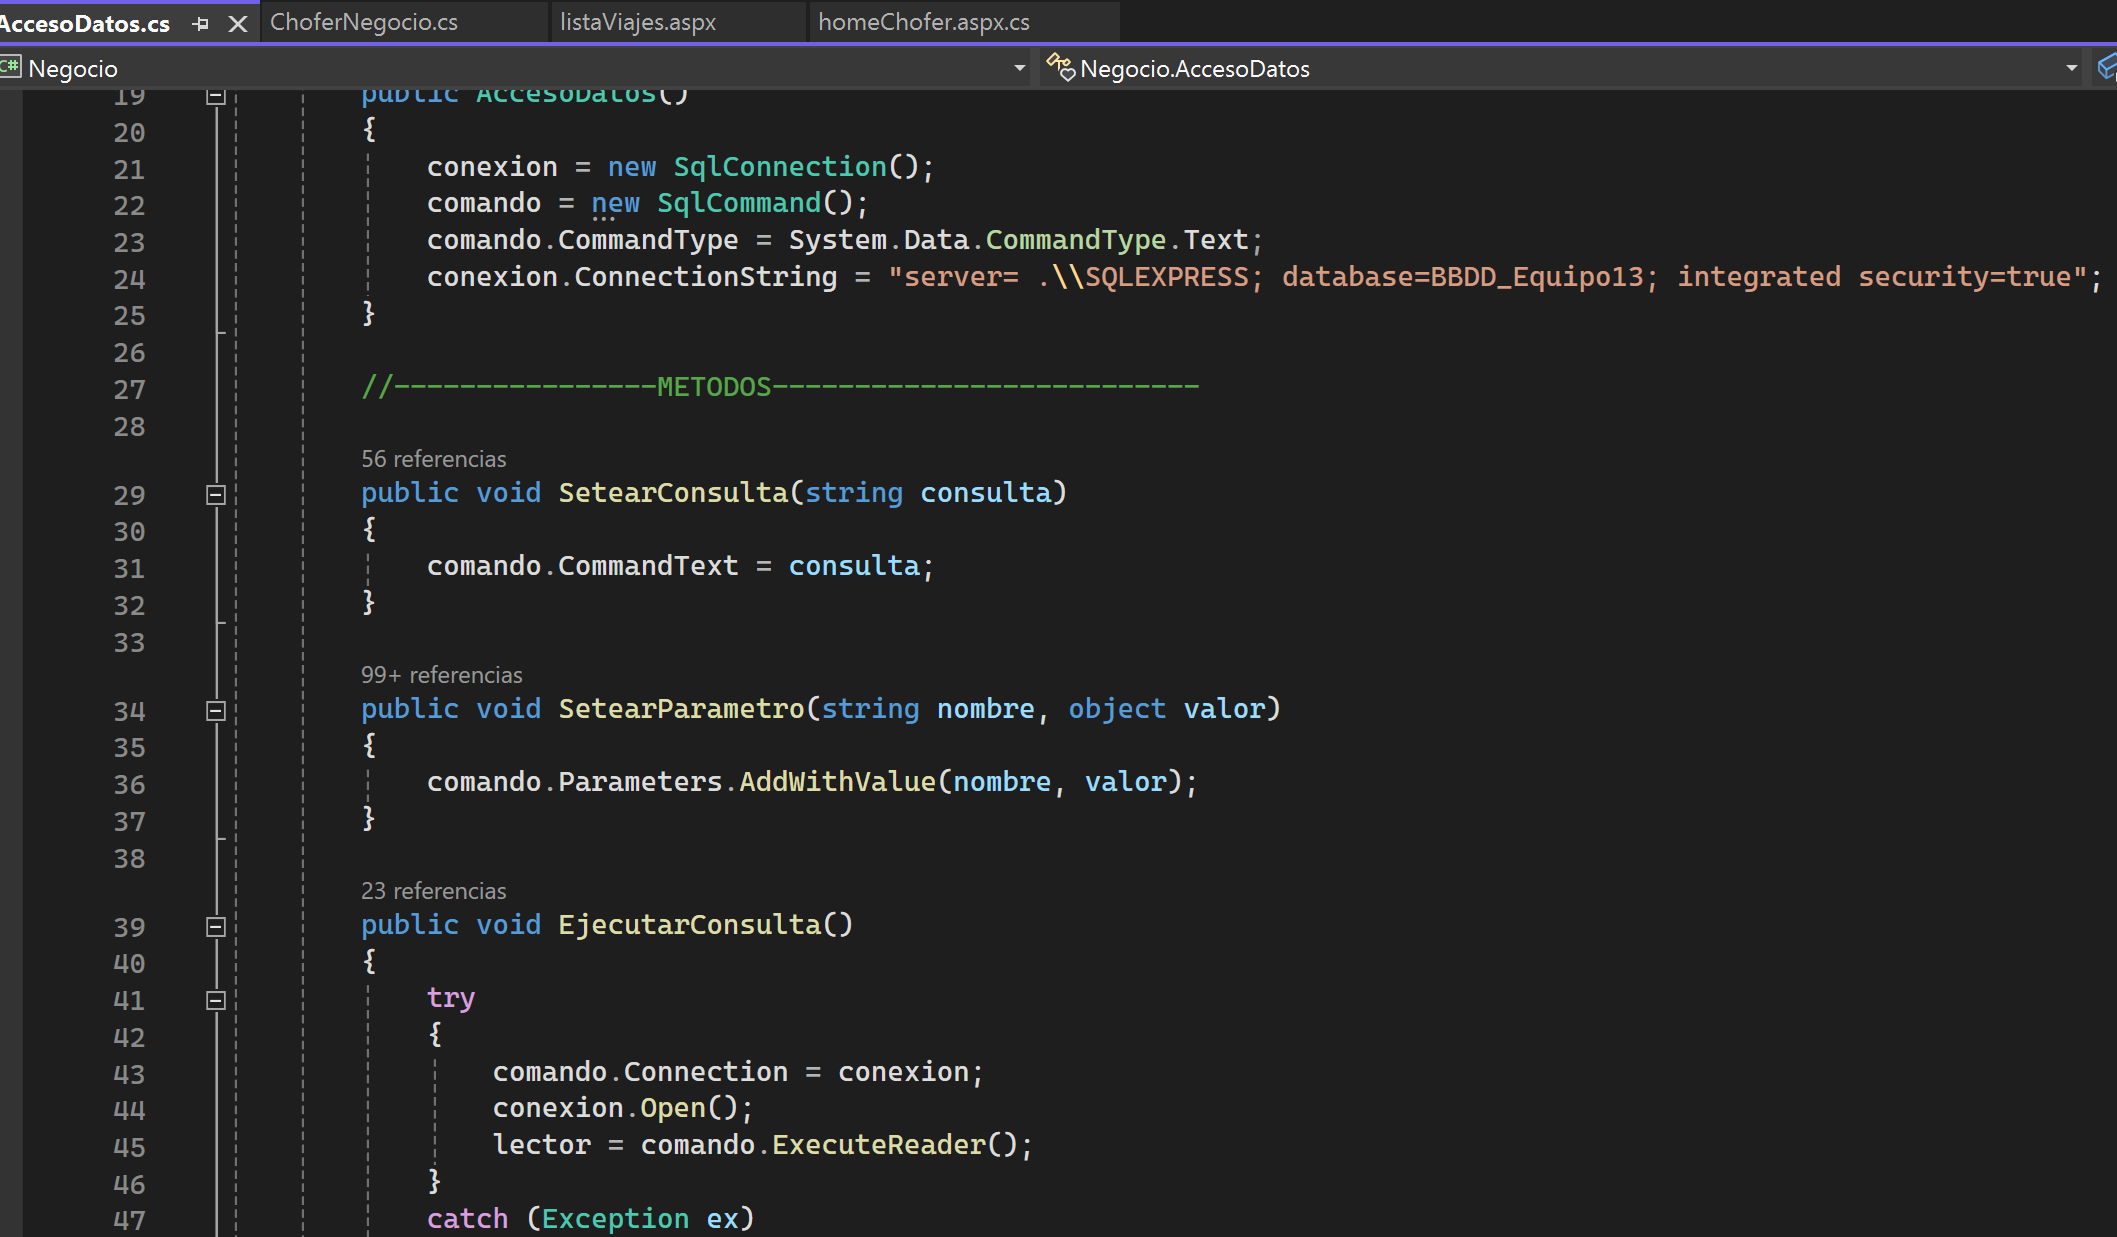 AccesoDatos.cs
ChoferNegocio.cs
listaViajes.aspx
homeChofer.aspx.cs
C# Negocio
Negocio.AccesoDatos
19 public AccesoDatos()
20 {
21 conexion = new SqlConnection();
22 comando = new SqlCommand();
23 comando.CommandType = System.Data.CommandType.Text;
24 conexion.ConnectionString = "server= .\\SQLEXPRESS; database=BBDD_Equipo13; integrated security=true";
25 }
26
27 //----------------METODOS--------------------------
28
56 referencias
29 public void SetearConsulta(string consulta)
30 {
31 comando.CommandText = consulta;
32 }
33
99+ referencias
34 public void SetearParametro(string nombre, object valor)
35 {
36 comando.Parameters.AddWithValue(nombre, valor);
37 }
38
23 referencias
39 public void EjecutarConsulta()
40 {
41 try
42 {
43 comando.Connection = conexion;
44 conexion.Open();
45 lector = comando.ExecuteReader();
46 }
47 catch (Exception ex)